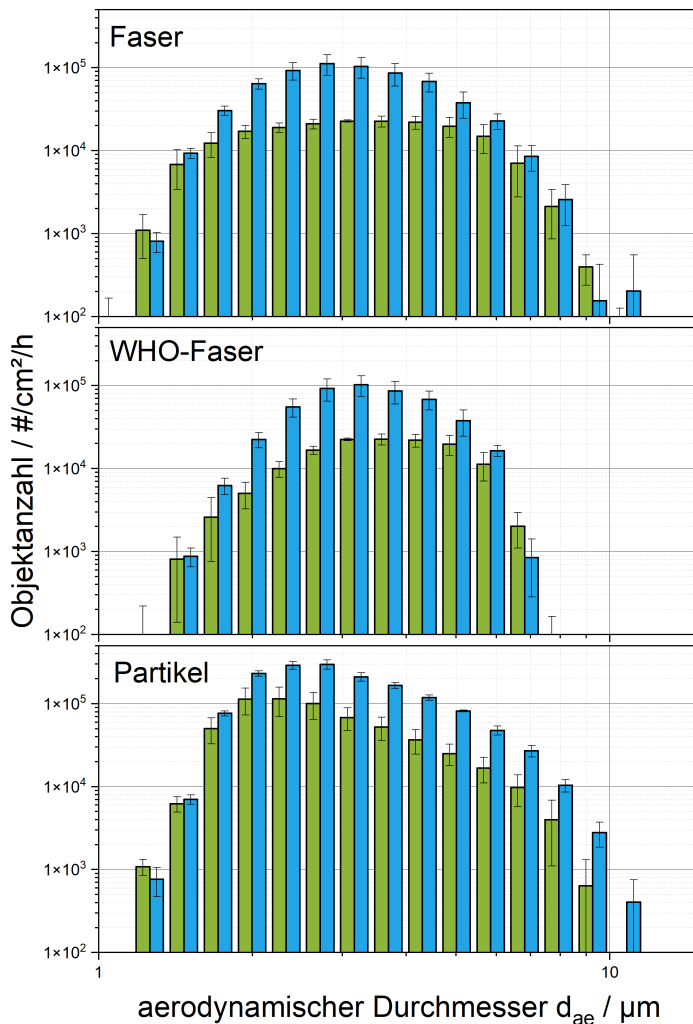 Faser
1×10⁵
1×10⁴
1×10³
1×10²
WHO-Faser
1×10⁵
1×10⁴
1×10³
1×10²
Partikel
1×10⁵
1×10⁴
1×10³
1×10²
Objektanzahl / #/cm²/h
1 10
aerodynamischer Durchmesser dₐₑ / µm